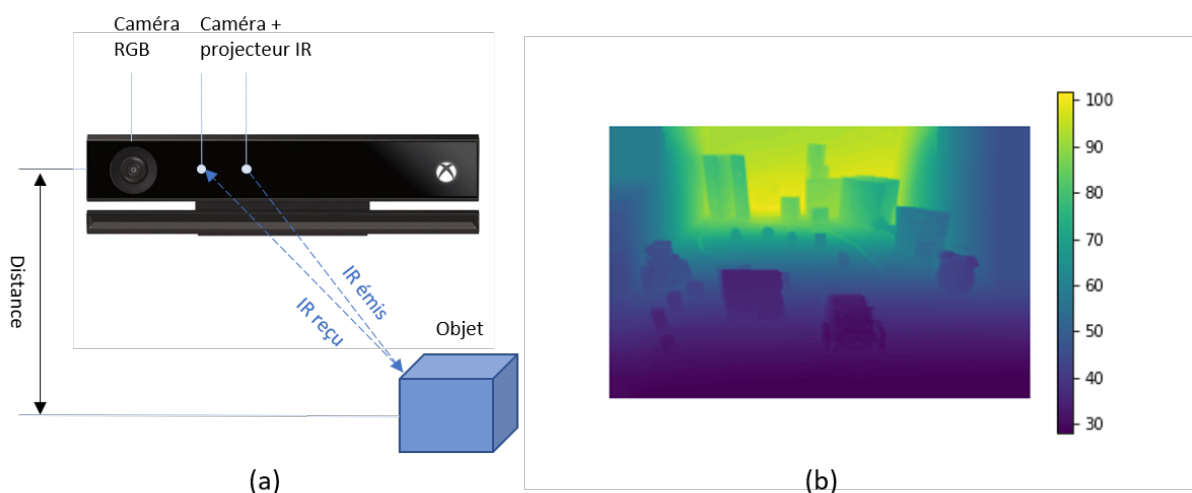 Caméra
RGB
Caméra +
projecteur IR
Distance
IR émis
IR reçu
Objet
(a)
100
90
80
70
60
50
40
30
(b)